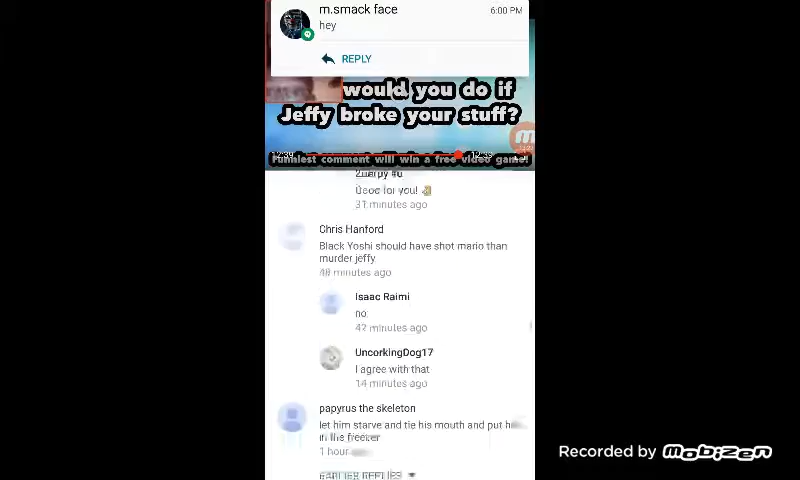 m.smack face
6:00 PM
hey
REPLY
would you do if
Jeffy broke your stuff?
Funniest comment will win a free video game!
Good for you!
31 minutes ago
Chris Hanford
Black Yoshi should have shot mario than
murder jeffy
48 minutes ago
Isaac Raimi
no
42 minutes ago
UncorkingDog17
I agree with that
14 minutes ago
papyrus the skeleton
let him starve and tie his mouth and put
in the freezer
1 hour
EARLIER REPLIES
Recorded by mobizen